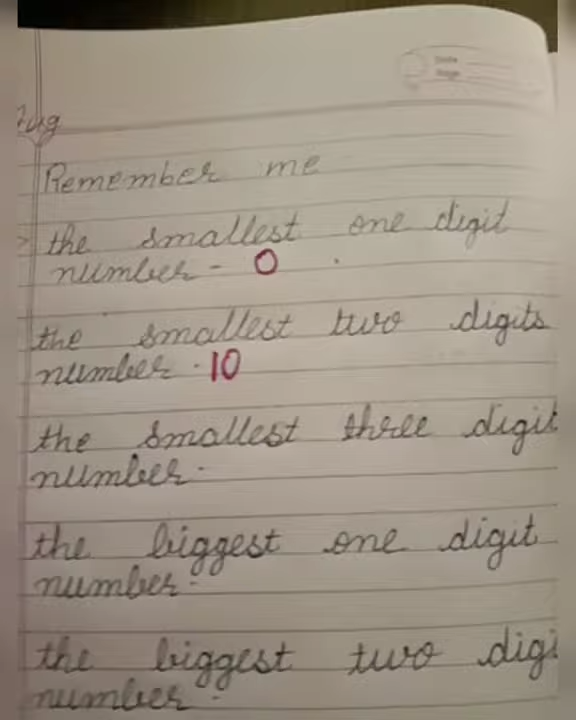 Aug
Remember me
the smallest one digit
number - 0
the smallest two digits
number - 10
the smallest three digit
number -
the biggest one digit
number -
the biggest two digi
number -